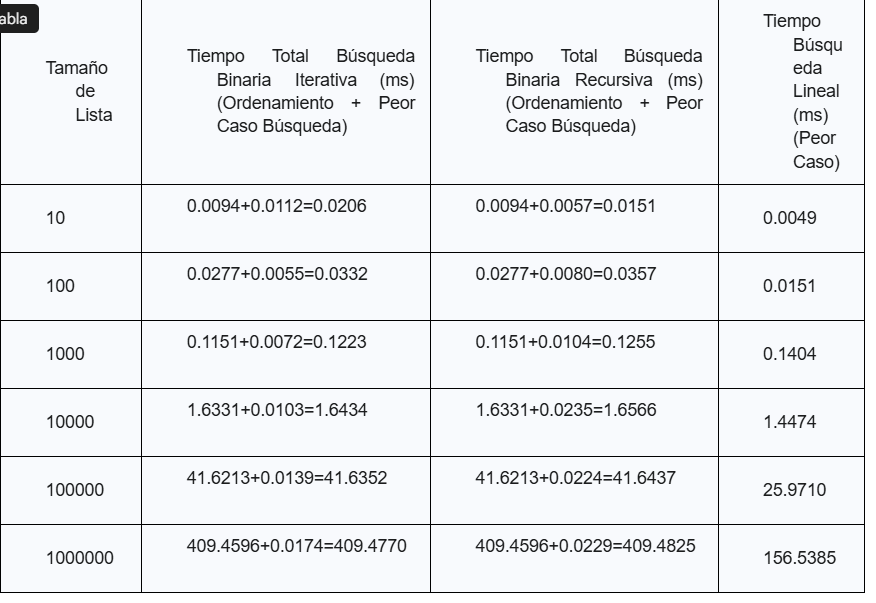 abla
Tamaño
de
Lista
Tiempo Total Búsqueda
Binaria Iterativa (ms)
(Ordenamiento + Peor
Caso Búsqueda)
Tiempo Total Búsqueda
Binaria Recursiva (ms)
(Ordenamiento + Peor
Caso Búsqueda)
Tiempo
Búsqu
eda
Lineal
(ms)
(Peor
Caso)
10
0.0094+0.0112=0.0206
0.0094+0.0057=0.0151
0.0049
100
0.0277+0.0055=0.0332
0.0277+0.0080=0.0357
0.0151
1000
0.1151+0.0072=0.1223
0.1151+0.0104=0.1255
0.1404
10000
1.6331+0.0103=1.6434
1.6331+0.0235=1.6566
1.4474
100000
41.6213+0.0139=41.6352
41.6213+0.0224=41.6437
25.9710
1000000
409.4596+0.0174=409.4770
409.4596+0.0229=409.4825
156.5385